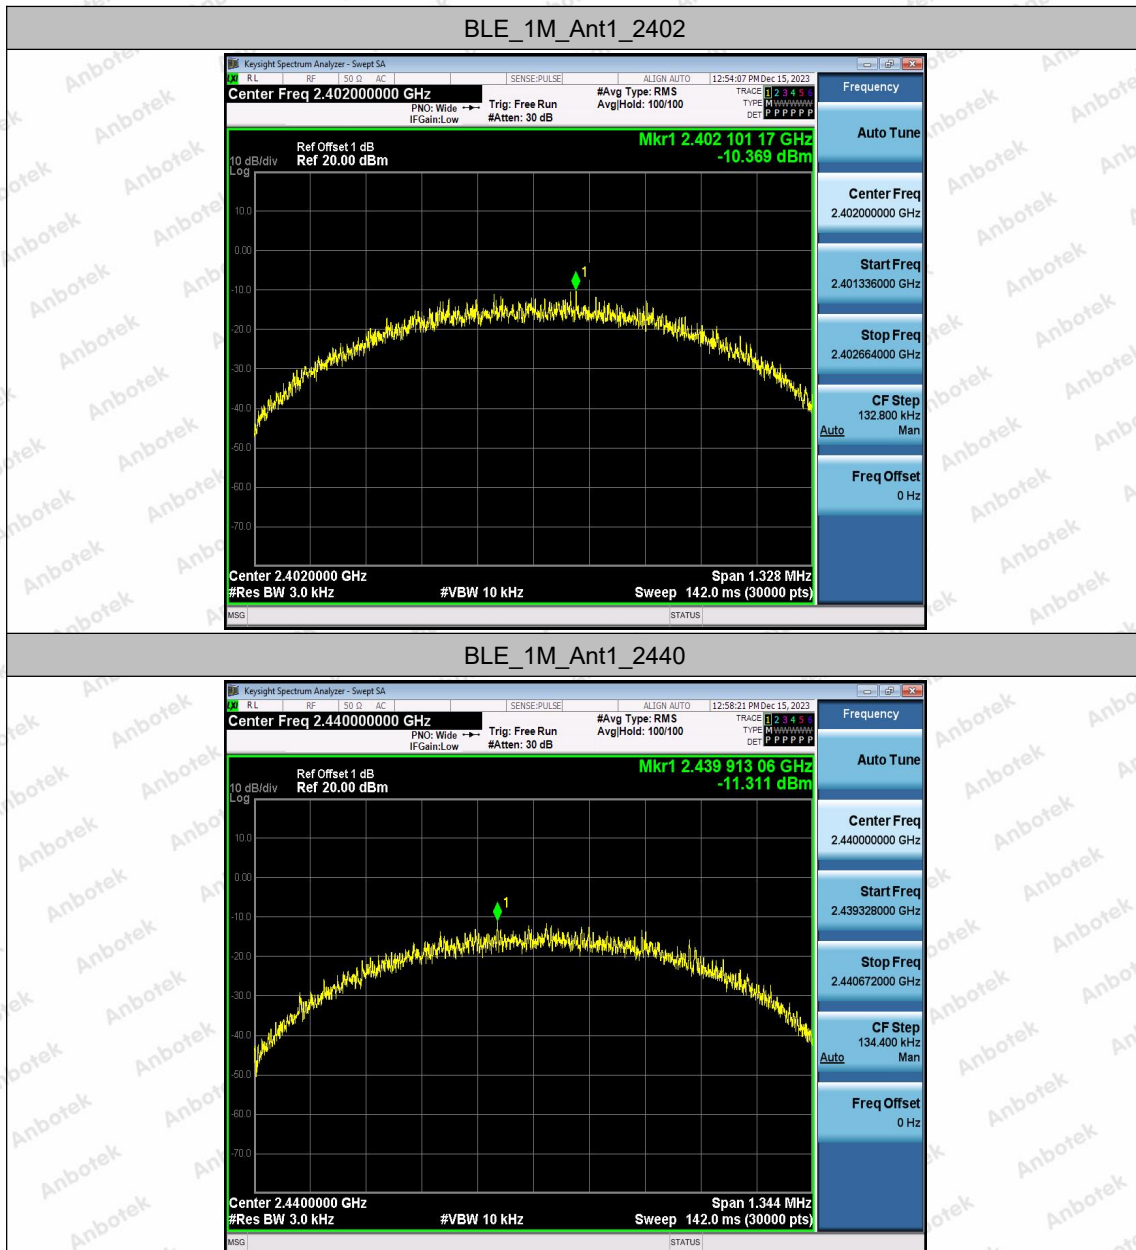 BLE_1M_Ant1_2402
Keysight Spectrum Analyzer - Swept SA
LXI RL RF 50 Ω AC SENSE:PULSE ALIGN AUTO 12:54:07 PM Dec 15, 2023
Center Freq 2.402000000 GHz #Avg Type: RMS TRACE 1 2 3 4 5 6
PNO: Wide Trig: Free Run Avg|Hold: 100/100 TYPE M WWWWW
IFGain:Low #Atten: 30 dB DET P P P P P P
Frequency
Auto Tune
Mkr1 2.402 101 17 GHz
-10.369 dBm
Ref Offset 1 dB
10 dB/div Ref 20.00 dBm
Log
10.0
0.00
-10.0
-20.0
-30.0
-40.0
-50.0
-60.0
-70.0
1
Center Freq
2.402000000 GHz
Start Freq
2.401336000 GHz
Stop Freq
2.402664000 GHz
CF Step
132.800 kHz
Auto Man
Freq Offset
0 Hz
Center 2.4020000 GHz Span 1.328 MHz
#Res BW 3.0 kHz #VBW 10 kHz Sweep 142.0 ms (30000 pts)
MSG STATUS
BLE_1M_Ant1_2440
Keysight Spectrum Analyzer - Swept SA
LXI RL RF 50 Ω AC SENSE:PULSE ALIGN AUTO 12:58:21 PM Dec 15, 2023
Center Freq 2.440000000 GHz #Avg Type: RMS TRACE 1 2 3 4 5 6
PNO: Wide Trig: Free Run Avg|Hold: 100/100 TYPE M WWWWW
IFGain:Low #Atten: 30 dB DET P P P P P P
Frequency
Auto Tune
Mkr1 2.439 913 06 GHz
-11.311 dBm
Ref Offset 1 dB
10 dB/div Ref 20.00 dBm
Log
10.0
0.00
-10.0
-20.0
-30.0
-40.0
-50.0
-60.0
-70.0
1
Center Freq
2.440000000 GHz
Start Freq
2.439328000 GHz
Stop Freq
2.440672000 GHz
CF Step
134.400 kHz
Auto Man
Freq Offset
0 Hz
Center 2.4400000 GHz Span 1.344 MHz
#Res BW 3.0 kHz #VBW 10 kHz Sweep 142.0 ms (30000 pts)
MSG STATUS
Anbotek